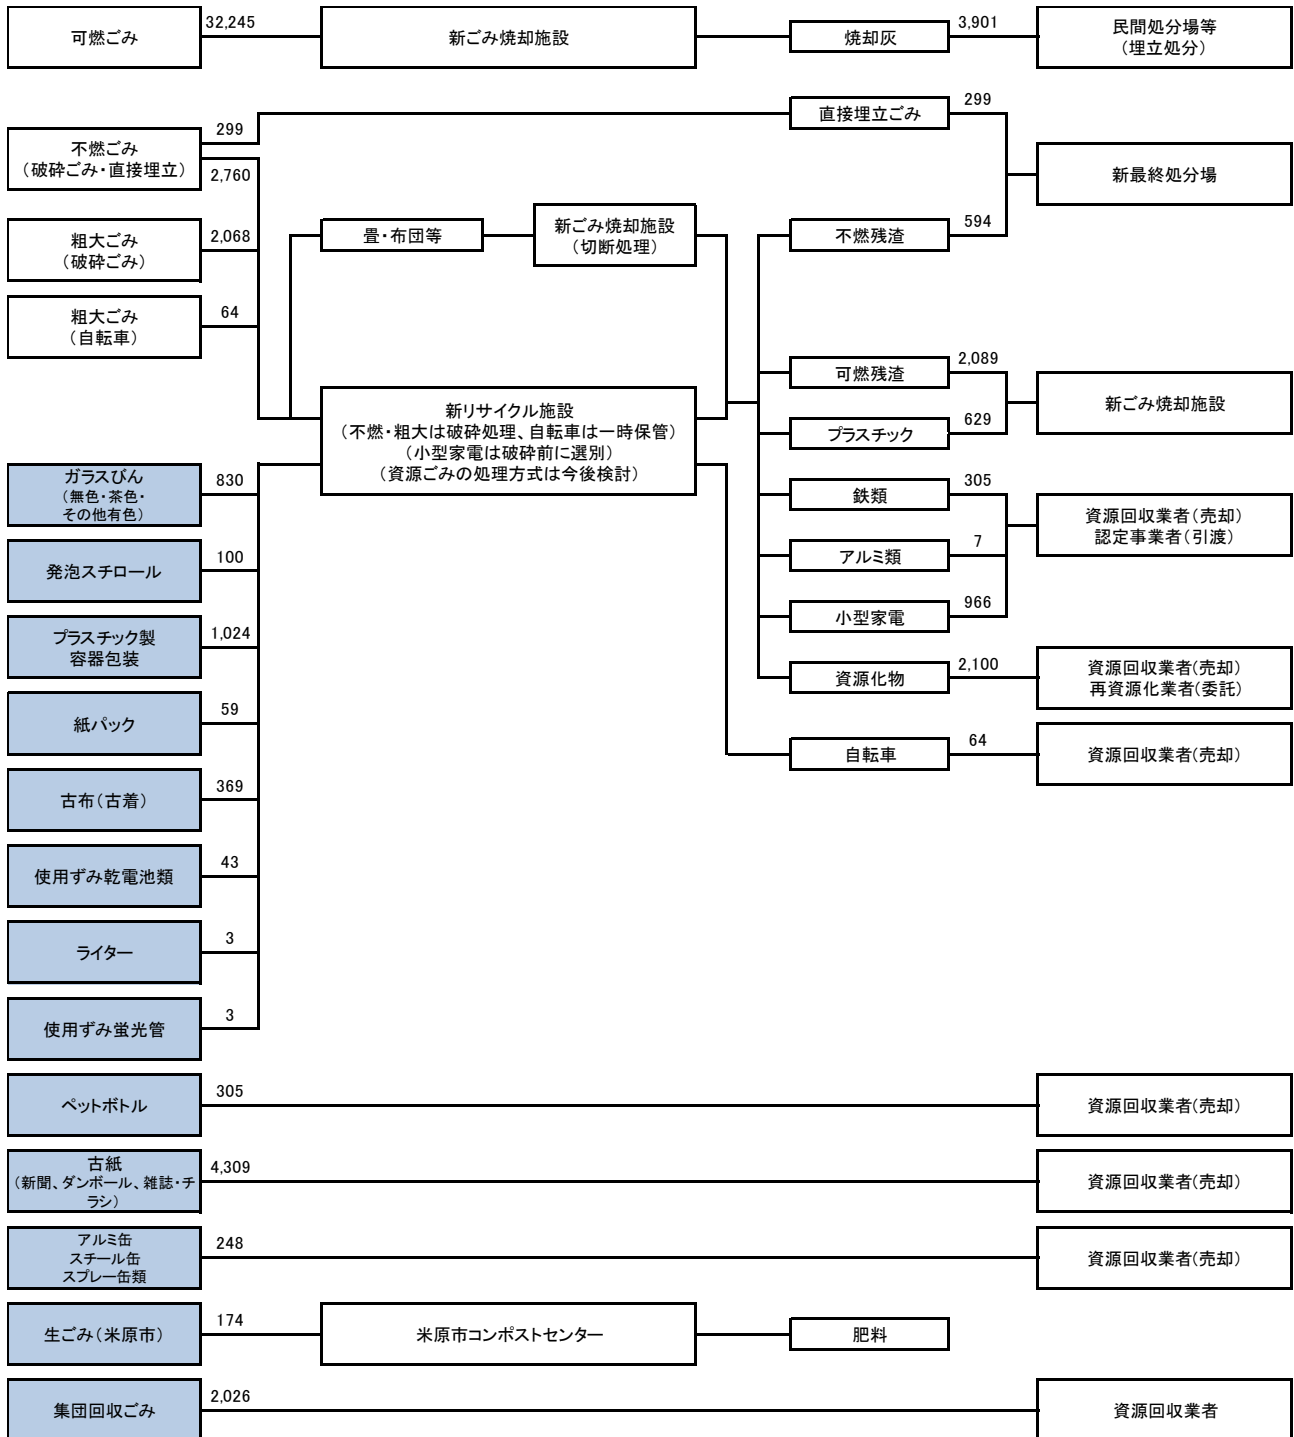 可燃ごみ
32,245
新ごみ焼却施設
焼却灰
3,901
民間処分場等
（埋立処分）
不燃ごみ
（破砕ごみ・直接埋立）
299
2,760
直接埋立ごみ
299
新最終処分場
粗大ごみ
（破砕ごみ）
2,068
畳・布団等
新ごみ焼却施設
（切断処理）
不燃残渣
594
粗大ごみ
（自転車）
64
新リサイクル施設
（不燃・粗大は破砕処理、自転車は一時保管）
（小型家電は破砕前に選別）
（資源ごみの処理方式は今後検討）
可燃残渣
2,089
プラスチック
629
新ごみ焼却施設
鉄類
305
アルミ類
7
小型家電
966
資源回収業者（売却）
認定事業者（引渡）
資源化物
2,100
資源回収業者(売却)
再資源化業者(委託)
自転車
64
資源回収業者(売却)
ガラスびん
（無色・茶色・
その他有色）
830
発泡スチロール
100
プラスチック製
容器包装
1,024
紙パック
59
古布（古着）
369
使用ずみ乾電池類
43
ライター
3
使用ずみ蛍光管
3
ペットボトル
305
資源回収業者(売却)
古紙
（新聞、ダンボール、雑誌・チ
ラシ）
4,309
資源回収業者(売却)
アルミ缶
スチール缶
スプレー缶類
248
資源回収業者(売却)
生ごみ（米原市）
174
米原市コンポストセンター
肥料
集団回収ごみ
2,026
資源回収業者